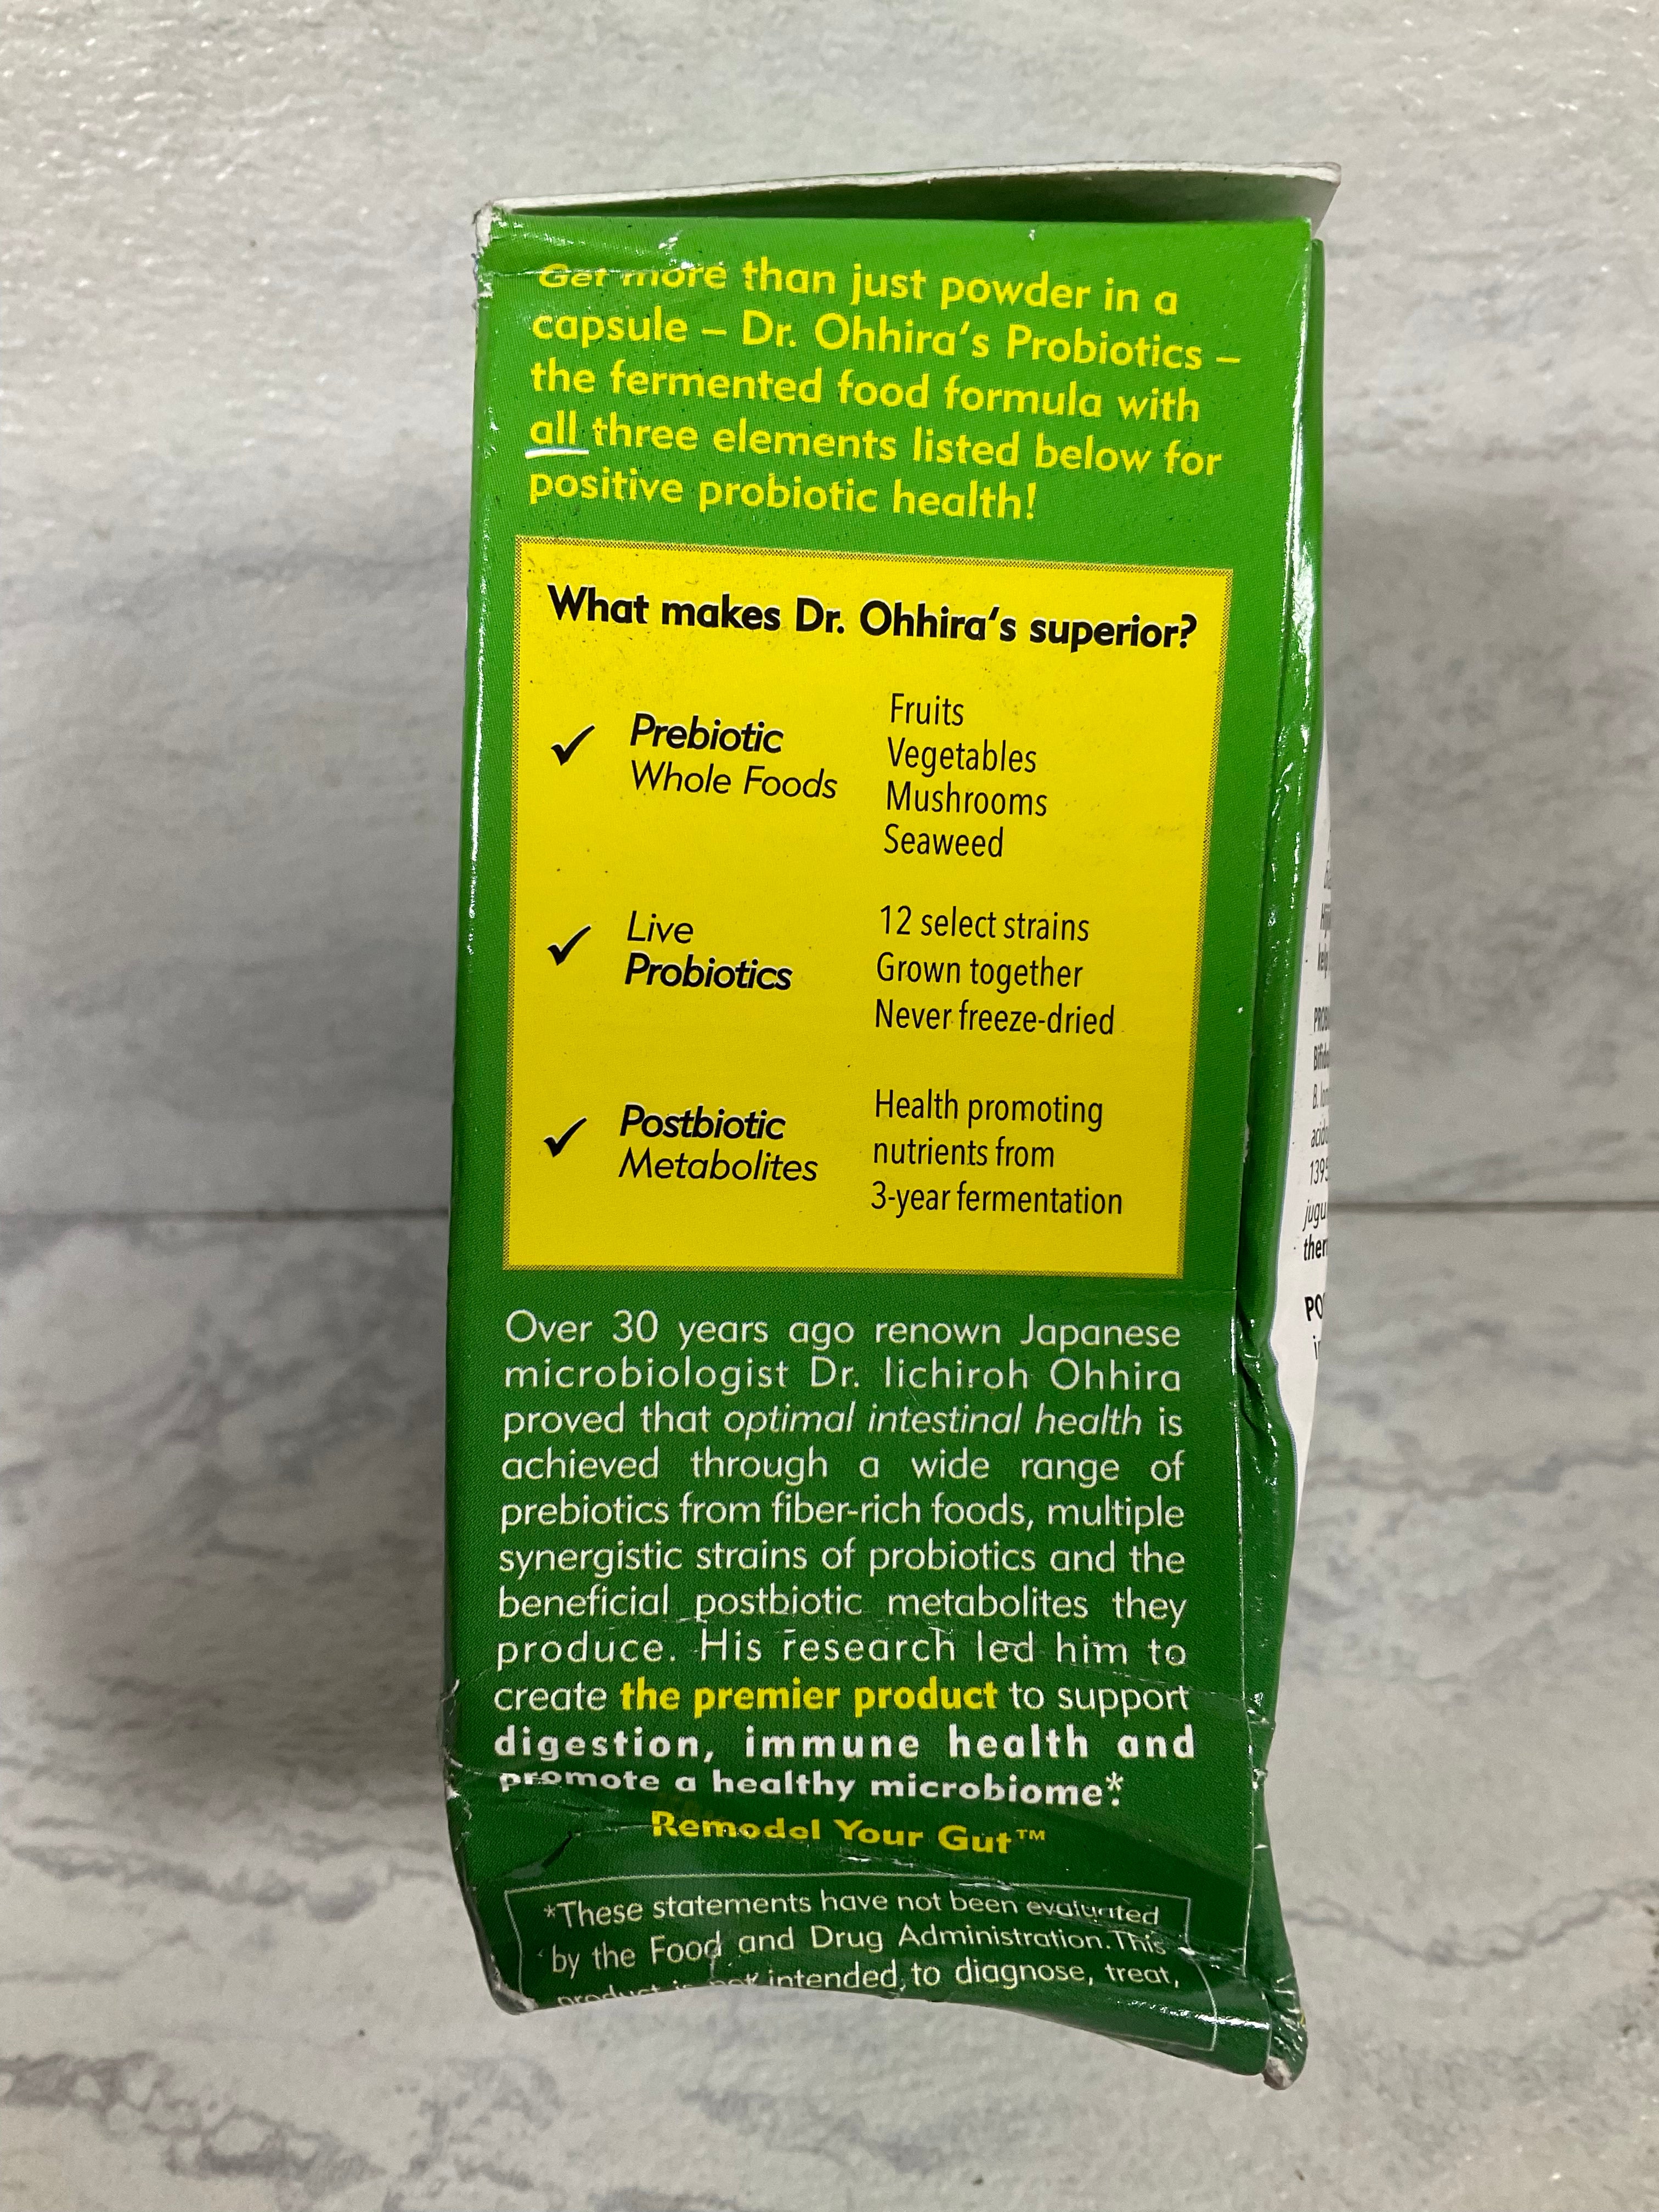 Get more than just powder in a
capsule – Dr. Ohhira's Probiotics –
the fermented food formula with
all three elements listed below for
positive probiotic health!
What makes Dr. Ohhira's superior?
✓ Prebiotic
Whole Foods
Fruits
Vegetables
Mushrooms
Seaweed
✓ Live
Probiotics
12 select strains
Grown together
Never freeze-dried
✓ Postbiotic
Metabolites
Health promoting
nutrients from
3-year fermentation
Over 30 years ago renown Japanese
microbiologist Dr. Iichiroh Ohhira
proved that optimal intestinal health is
achieved through a wide range of
prebiotics from fiber-rich foods, multiple
synergistic strains of probiotics and the
beneficial postbiotic metabolites they
produce. His research led him to
create the premier product to support
digestion, immune health and
promote a healthy microbiome*.
Remodel Your Gut™
*These statements have not been evaluated
by the Food and Drug Administration. This
product is not intended to diagnose, treat,